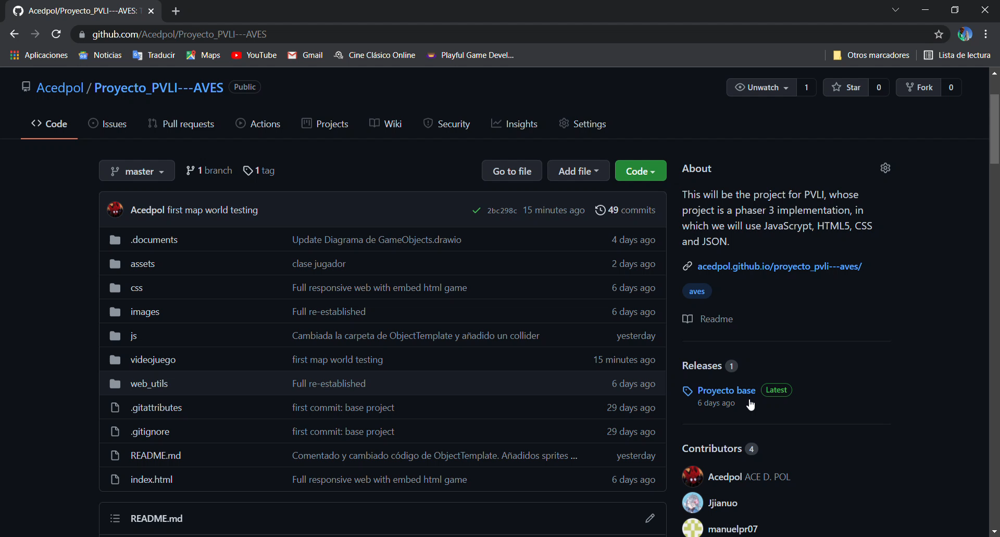 Acedpol/Proyecto_PVLI---AVES: T
github.com/Acedpol/Proyecto_PVLI---AVES
Aplicaciones Noticias Traducir Maps YouTube Gmail Cine Clásico Online Playful Game Devel... Otros marcadores Lista de lectura
Acedpol / Proyecto_PVLI---AVES Public Unwatch 1 Star 0 Fork 0
Code Issues Pull requests Actions Projects Wiki Security Insights Settings
master 1 branch 1 tag Go to file Add file Code
Acedpol first map world testing 2bc298c 15 minutes ago 49 commits
.documents Update Diagrama de GameObjects.drawio 4 days ago
assets clase jugador 2 days ago
css Full responsive web with embed html game 6 days ago
images Full re-established 6 days ago
js Cambiada la carpeta de ObjectTemplate y añadido un collider yesterday
videojuego first map world testing 15 minutes ago
web_utils Full re-established 6 days ago
.gitattributes first commit: base project 29 days ago
.gitignore first commit: base project 29 days ago
README.md Comentado y cambiado código de ObjectTemplate. Añadidos sprites ... yesterday
index.html Full responsive web with embed html game 6 days ago
README.md
About
This will be the project for PVLI, whose
project is a phaser 3 implementation, in
which we will use JavaScrypt, HTML5, CSS
and JSON.
acedpol.github.io/proyecto_pvli---aves/
aves
Readme
Releases 1
Proyecto base Latest
6 days ago
Contributors 4
Acedpol ACE D. POL
Jjianuo
manuelpr07